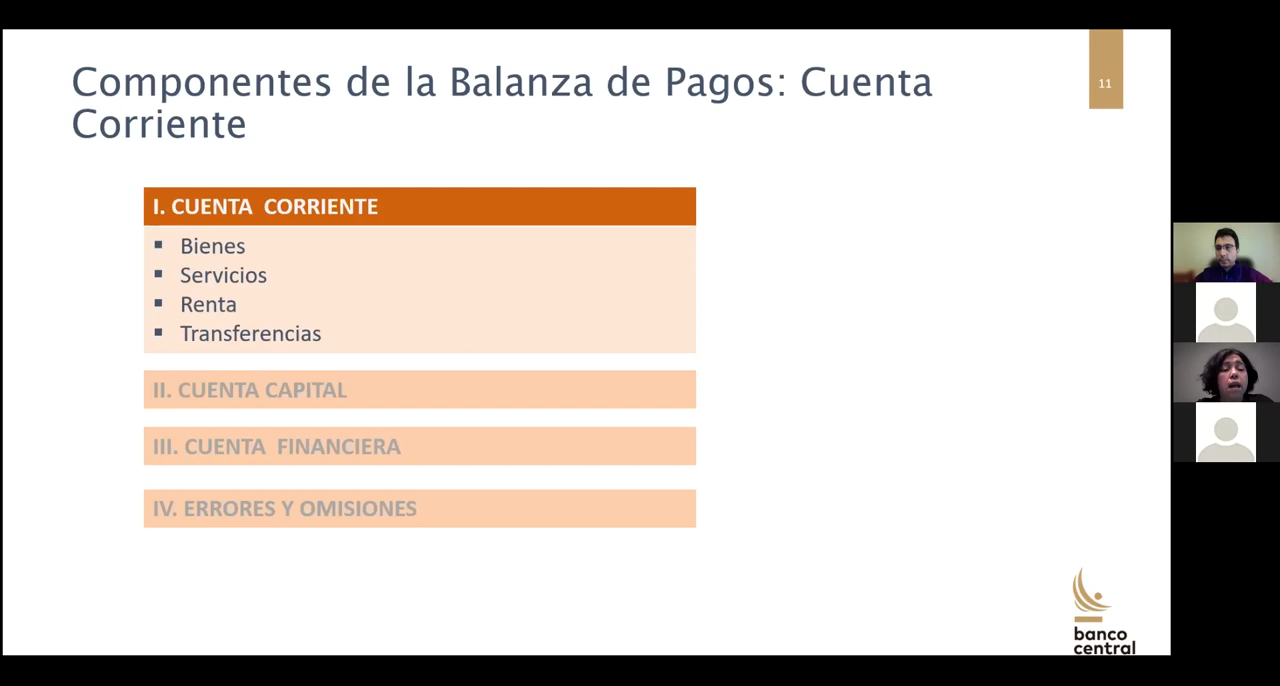 Componentes de la Balanza de Pagos: Cuenta
Corriente
11
I. CUENTA CORRIENTE
▪ Bienes
▪ Servicios
▪ Renta
▪ Transferencias
II. CUENTA CAPITAL
III. CUENTA FINANCIERA
IV. ERRORES Y OMISIONES
banco
central